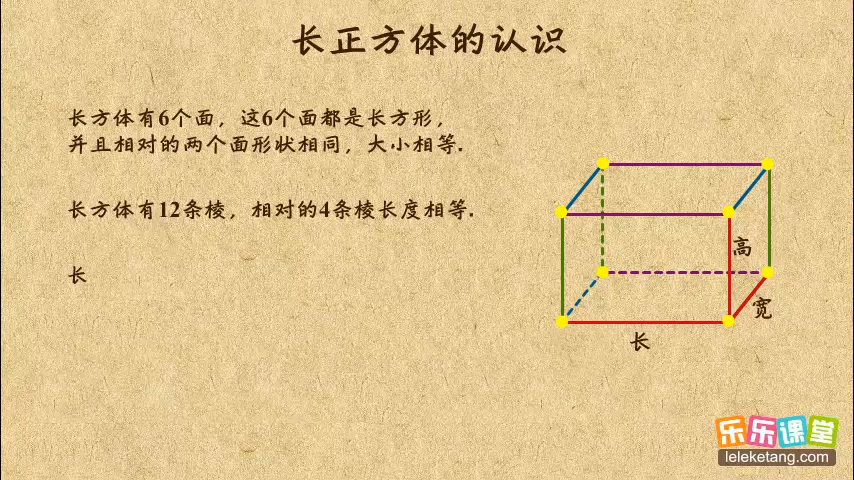 长正方体的认识
长方体有6个面，这6个面都是长方形，
并且相对的两个面形状相同，大小相等.
长方体有12条棱，相对的4条棱长度相等.
长
高
宽
长
乐乐课堂
leleketang.com